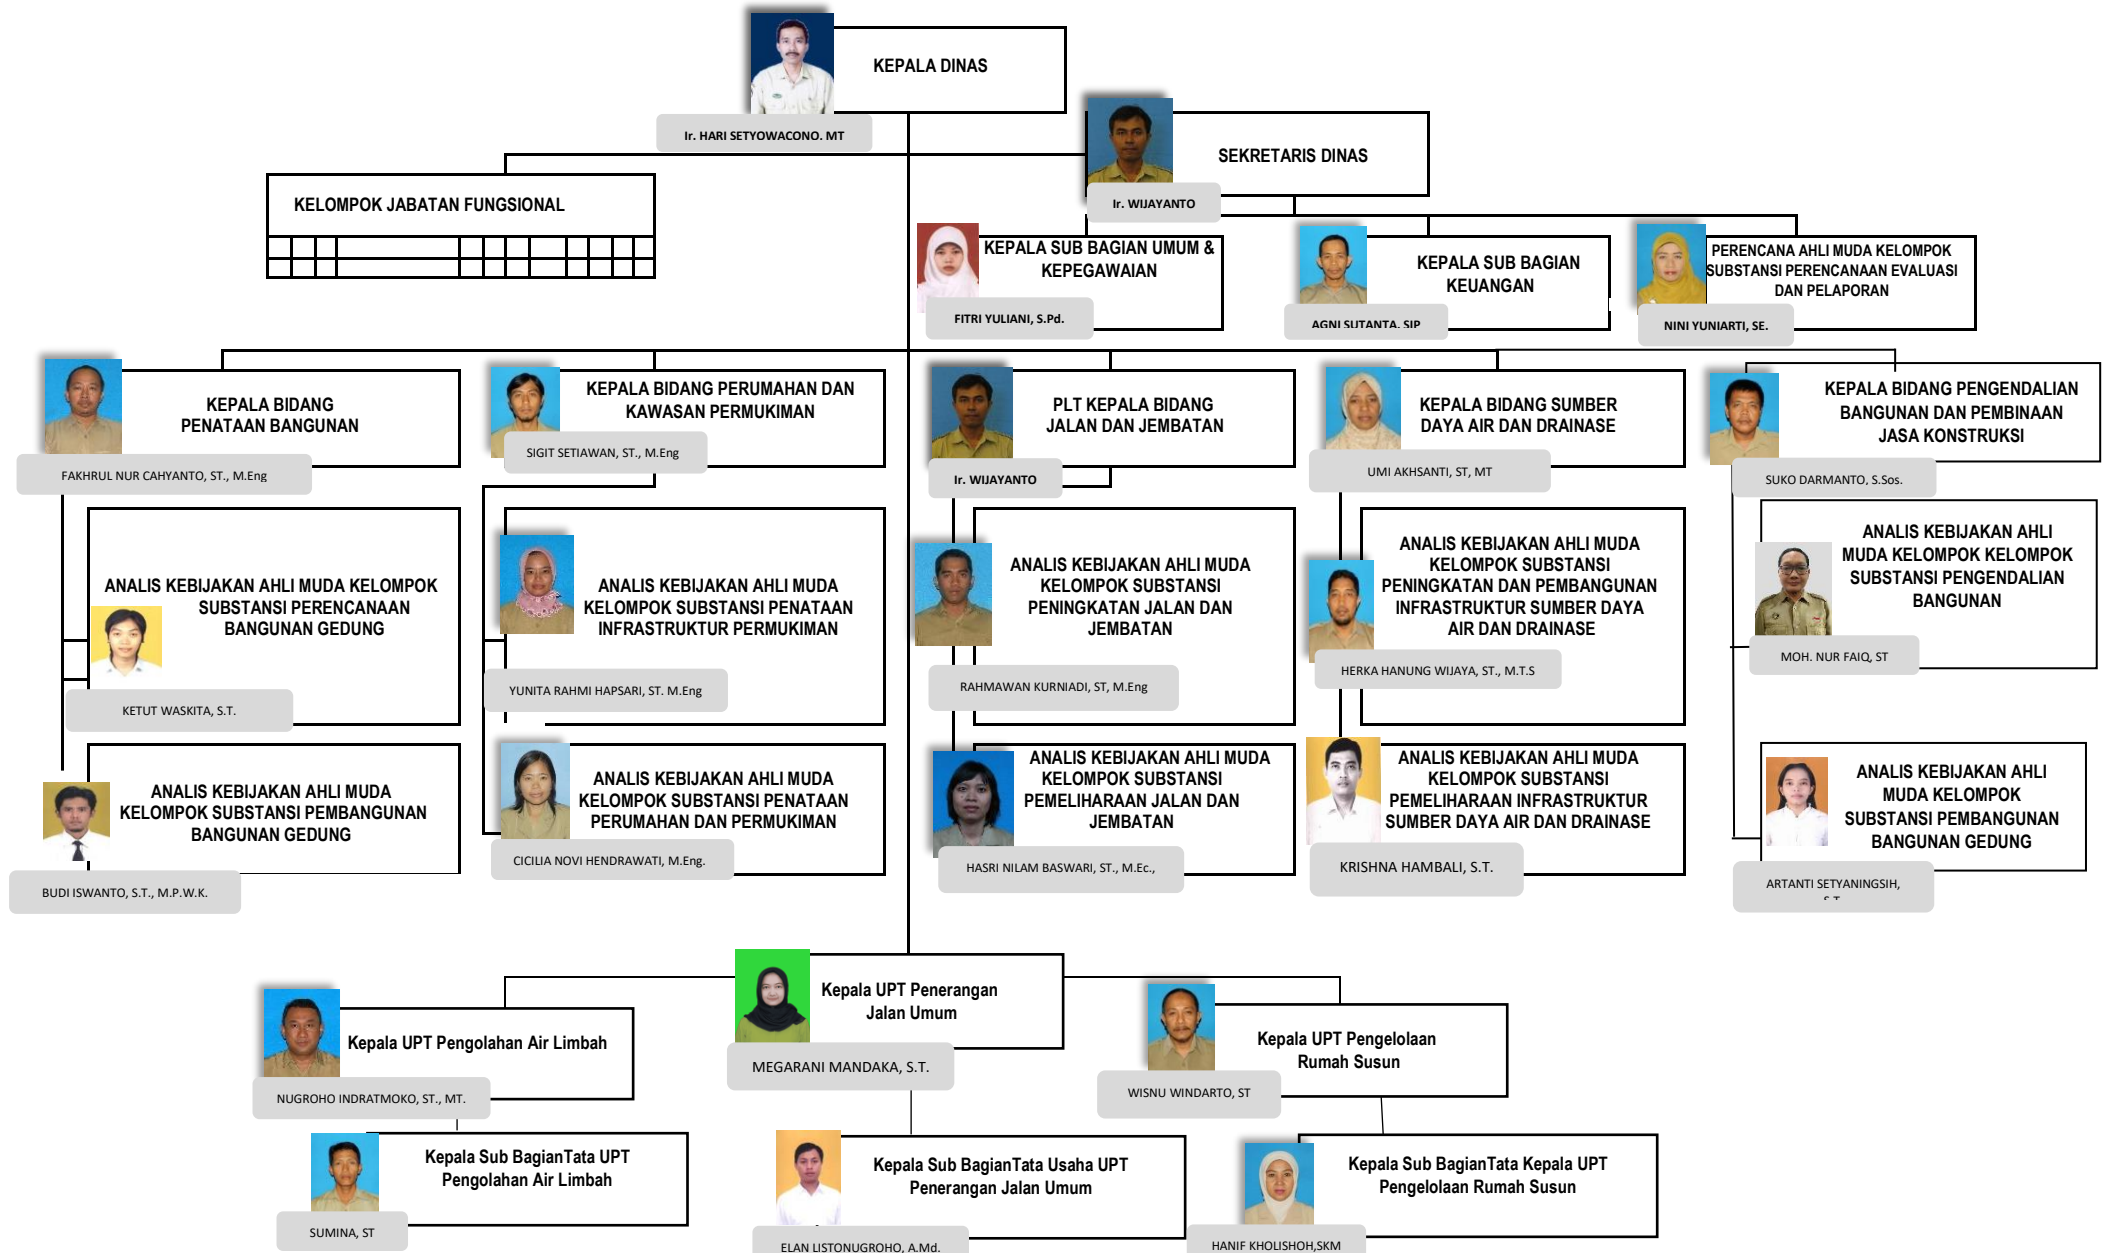 KEPALA DINAS
Ir. HARI SETYOWACONO. MT
SEKRETARIS DINAS
Ir. WIJAYANTO
KELOMPOK JABATAN FUNGSIONAL
KEPALA SUB BAGIAN UMUM &
KEPEGAWAIAN
FITRI YULIANI, S.Pd.
KEPALA SUB BAGIAN
KEUANGAN
AGNI SUTANTA, SIP
PERENCANA AHLI MUDA KELOMPOK
SUBSTANSI PERENCANAAN EVALUASI
DAN PELAPORAN
NINI YUNIARTI, SE.
KEPALA BIDANG
PENATAAN BANGUNAN
FAKHRUL NUR CAHYANTO, ST., M.Eng
KEPALA BIDANG PERUMAHAN DAN
KAWASAN PERMUKIMAN
SIGIT SETIAWAN, ST., M.Eng
PLT KEPALA BIDANG
JALAN DAN JEMBATAN
Ir. WIJAYANTO
KEPALA BIDANG SUMBER
DAYA AIR DAN DRAINASE
UMI AKHSANTI, ST, MT
KEPALA BIDANG PENGENDALIAN
BANGUNAN DAN PEMBINAAN
JASA KONSTRUKSI
SUKO DARMANTO, S.Sos.
ANALIS KEBIJAKAN AHLI MUDA KELOMPOK
SUBSTANSI PERENCANAAN
BANGUNAN GEDUNG
KETUT WASKITA, S.T.
ANALIS KEBIJAKAN AHLI MUDA
KELOMPOK SUBSTANSI PENATAAN
INFRASTRUKTUR PERMUKIMAN
YUNITA RAHMI HAPSARI, ST. M.Eng
ANALIS KEBIJAKAN AHLI MUDA
KELOMPOK SUBSTANSI
PENINGKATAN JALAN DAN
JEMBATAN
RAHMAWAN KURNIADI, ST, M.Eng
ANALIS KEBIJAKAN AHLI MUDA
KELOMPOK SUBSTANSI
PENINGKATAN DAN PEMBANGUNAN
INFRASTRUKTUR SUMBER DAYA
AIR DAN DRAINASE
HERKA HANUNG WIJAYA, ST., M.T.S
ANALIS KEBIJAKAN AHLI
MUDA KELOMPOK KELOMPOK
SUBSTANSI PENGENDALIAN
BANGUNAN
MOH. NUR FAIQ, ST
ANALIS KEBIJAKAN AHLI MUDA
KELOMPOK SUBSTANSI PEMBANGUNAN
BANGUNAN GEDUNG
BUDI ISWANTO, S.T., M.P.W.K.
ANALIS KEBIJAKAN AHLI MUDA
KELOMPOK SUBSTANSI PENATAAN
PERUMAHAN DAN PERMUKIMAN
CICILIA NOVI HENDRAWATI, M.Eng.
ANALIS KEBIJAKAN AHLI MUDA
KELOMPOK SUBSTANSI
PEMELIHARAAN JALAN DAN
JEMBATAN
HASRI NILAM BASWARI, ST., M.Ec.,
ANALIS KEBIJAKAN AHLI MUDA
KELOMPOK SUBSTANSI
PEMELIHARAAN INFRASTRUKTUR
SUMBER DAYA AIR DAN DRAINASE
KRISHNA HAMBALI, S.T.
ANALIS KEBIJAKAN AHLI
MUDA KELOMPOK
SUBSTANSI PEMBANGUNAN
BANGUNAN GEDUNG
ARTANTI SETYANINGSIH,
Kepala UPT Penerangan
Jalan Umum
MEGARANI MANDAKA, S.T.
Kepala UPT Pengolahan Air Limbah
NUGROHO INDRATMOKO, ST., MT.
Kepala UPT Pengelolaan
Rumah Susun
WISNU WINDARTO, ST
Kepala Sub BagianTata UPT
Pengolahan Air Limbah
SUMINA, ST
Kepala Sub BagianTata Usaha UPT
Penerangan Jalan Umum
ELAN LISTONUGROHO, A.Md.
Kepala Sub BagianTata Kepala UPT
Pengelolaan Rumah Susun
HANIF KHOLISHOH,SKM